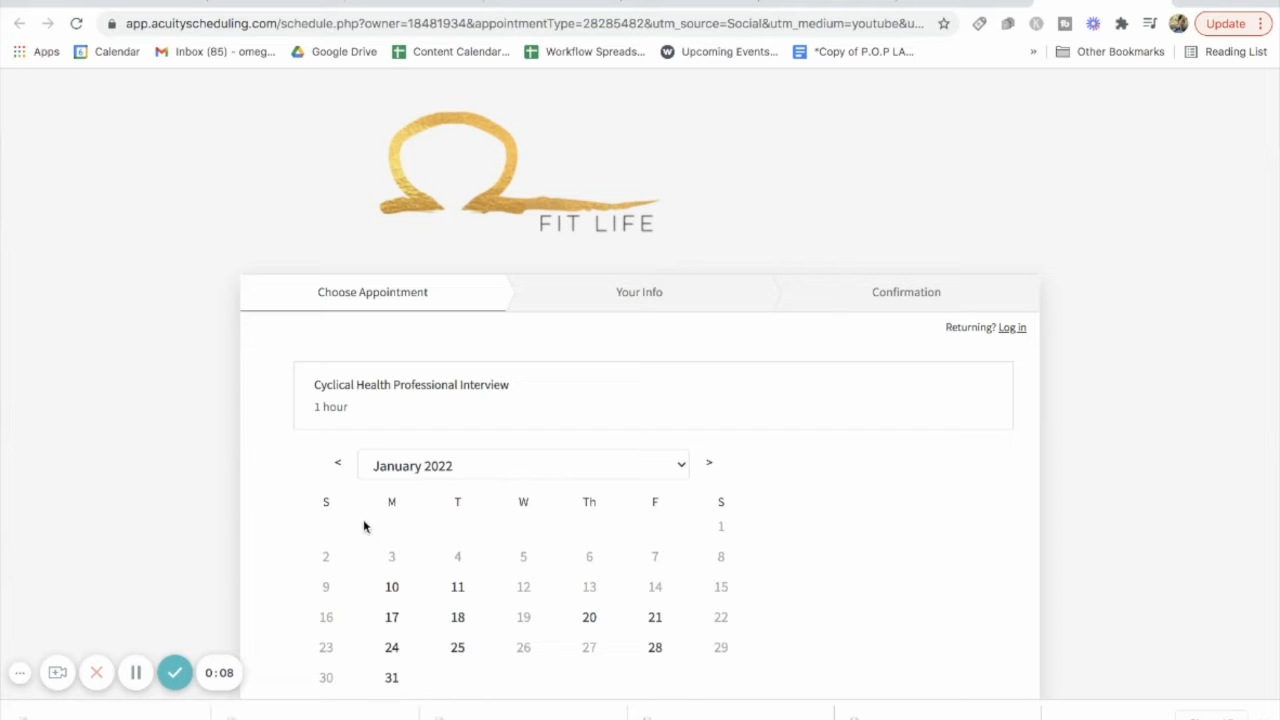 app.acuityscheduling.com/schedule.php?owner=18481934&appointmentType=28285482&utm_source=Social&utm_medium=youtube&u...
Update
Apps
6
Calendar
Inbox (85) - omeg...
Google Drive
Content Calendar...
Workflow Spreads...
Upcoming Events...
*Copy of P.O.P LA...
»
Other Bookmarks
Reading List
FIT LIFE
Choose Appointment
Your Info
Confirmation
Returning? Log in
Cyclical Health Professional Interview
1 hour
< January 2022 >
S M T W Th F S
1
2 3 4 5 6 7 8
9 10 11 12 13 14 15
16 17 18 19 20 21 22
23 24 25 26 27 28 29
30 31
0:08